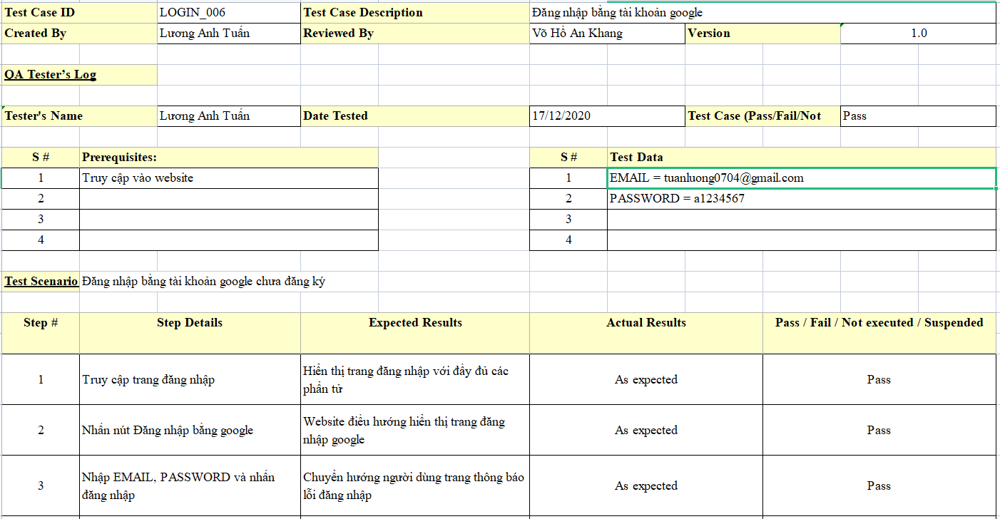 Test Case ID LOGIN_006 Test Case Description Đăng nhập bằng tài khoản google
Created By Lương Anh Tuấn Reviewed By Võ Hồ An Khang Version 1.0
QA Tester’s Log
Tester's Name Lương Anh Tuấn Date Tested 17/12/2020 Test Case (Pass/Fail/Not Pass
S # Prerequisites: S # Test Data
1 Truy cập vào website 1 EMAIL = tuanluong0704@gmail.com
2 2 PASSWORD = a1234567
3 3
4 4
Test Scenario Đăng nhập bằng tài khoản google chưa đăng ký
Step # Step Details Expected Results Actual Results Pass / Fail / Not executed / Suspended
1 Truy cập trang đăng nhập Hiển thị trang đăng nhập với đầy đủ các
phần tử As expected Pass
2 Nhấn nút Đăng nhập bằng google Website điều hướng hiển thị trang đăng
nhập google As expected Pass
3 Nhập EMAIL, PASSWORD và nhấn
đăng nhập Chuyển hướng người dùng trang thông báo
lỗi đăng nhập As expected Pass